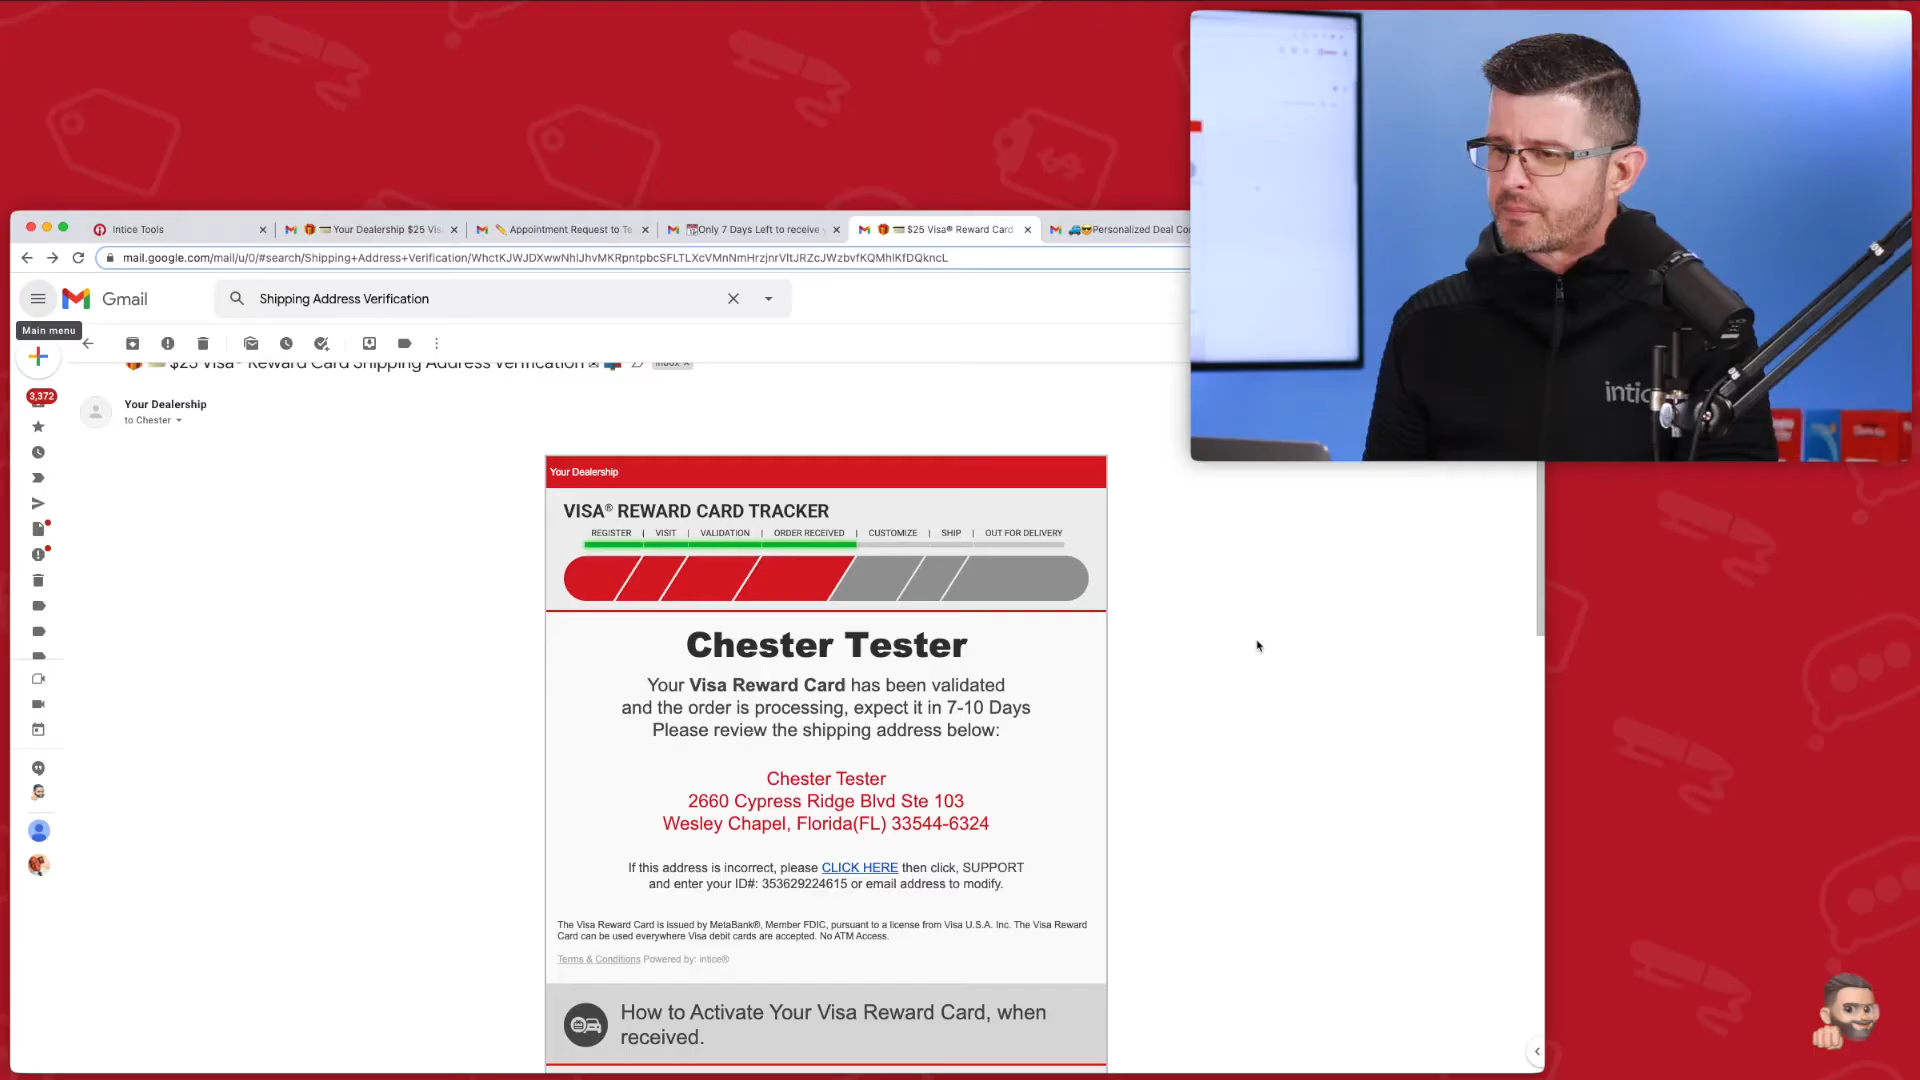 Intice Tools
Your Dealership $25 Vis
Appointment Request to Te
Only 7 Days Left to receive
$25 Visa® Reward Card
Personalized Deal Co
mail.google.com/mail/u/0/#search/Shipping+Address+Verification/WhctKJWJDXwwNhlJhvMKRpntpbcSFLTLXcVMnNmHrzjnrVltJRZcJWzbvfKQMhlKfDQkncL
Gmail
Shipping Address Verification
Main menu
$25 Visa® Reward Card Shipping Address Verification
Inbox
3,372
Your Dealership
to Chester
intic
Your Dealership
VISA® REWARD CARD TRACKER
REGISTER | VISIT | VALIDATION | ORDER RECEIVED | CUSTOMIZE | SHIP | OUT FOR DELIVERY
Chester Tester
Your Visa Reward Card has been validated
and the order is processing, expect it in 7-10 Days
Please review the shipping address below:
Chester Tester
2660 Cypress Ridge Blvd Ste 103
Wesley Chapel, Florida(FL) 33544-6324
If this address is incorrect, please CLICK HERE then click, SUPPORT
and enter your ID#: 353629224615 or email address to modify.
The Visa Reward Card is issued by MetaBank®, Member FDIC, pursuant to a license from Visa U.S.A. Inc. The Visa Reward
Card can be used everywhere Visa debit cards are accepted. No ATM Access.
Terms & Conditions Powered by: intice®
How to Activate Your Visa Reward Card, when
received.